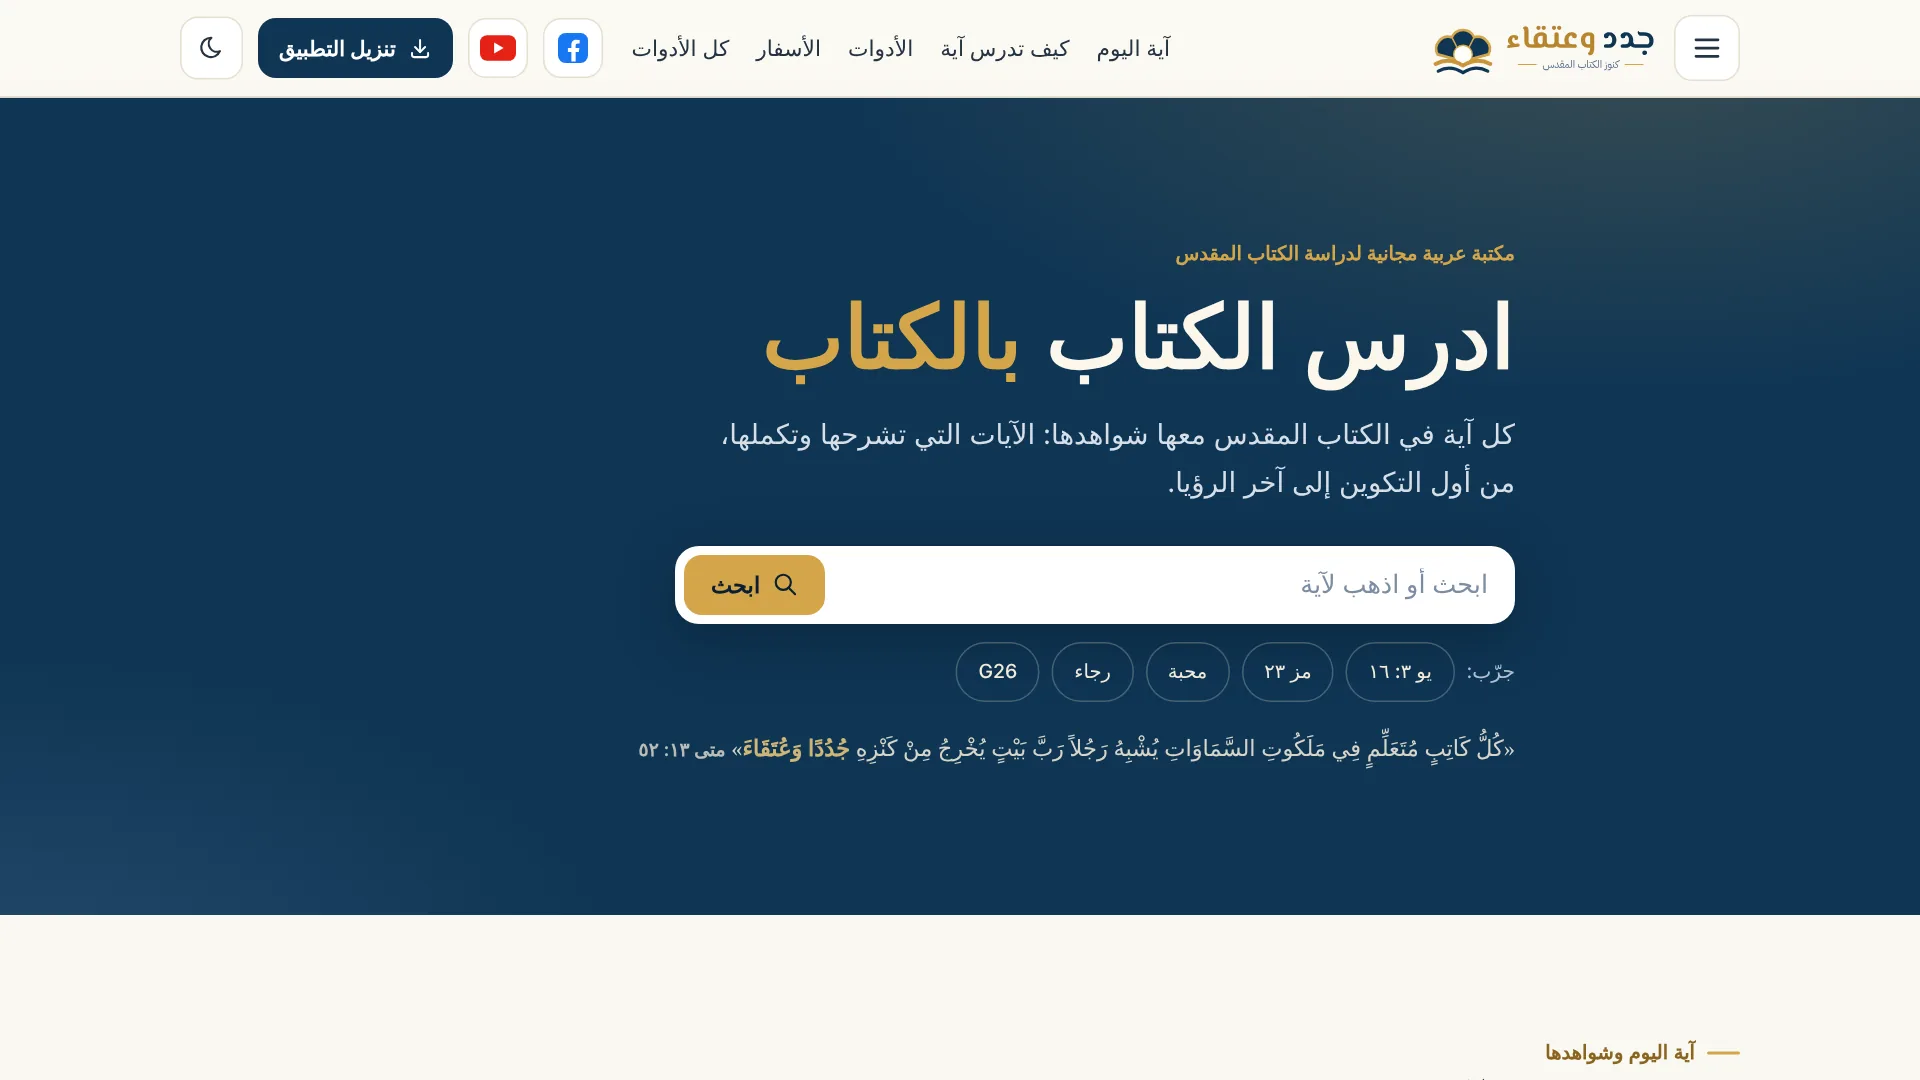 جدد وعتقاء
كنوز الكتاب المقدس
آية اليوم
كيف تدرس آية
الأدوات
الأسفار
كل الأدوات
تنزيل التطبيق
مكتبة عربية مجانية لدراسة الكتاب المقدس
ادرس الكتاب بالكتاب
كل آية في الكتاب المقدس معها شواهدها: الآيات التي تشرحها وتكملها،
من أول التكوين إلى آخر الرؤيا.
ابحث أو اذهب لآية
ابحث
جرّب:
يو ٣: ١٦
مز ٢٣
محبة
رجاء
G26
«كُلُّ كَاتِبٍ مُتَعَلِّمٍ فِي مَلَكُوتِ السَّمَاوَاتِ يُشْبِهُ رَجُلاً رَبَّ بَيْتٍ يُخْرِجُ مِنْ كَنْزِهِ جُدُدًا وَعُتَقَاءَ» متى ١٣: ٥٢
آية اليوم وشواهدها